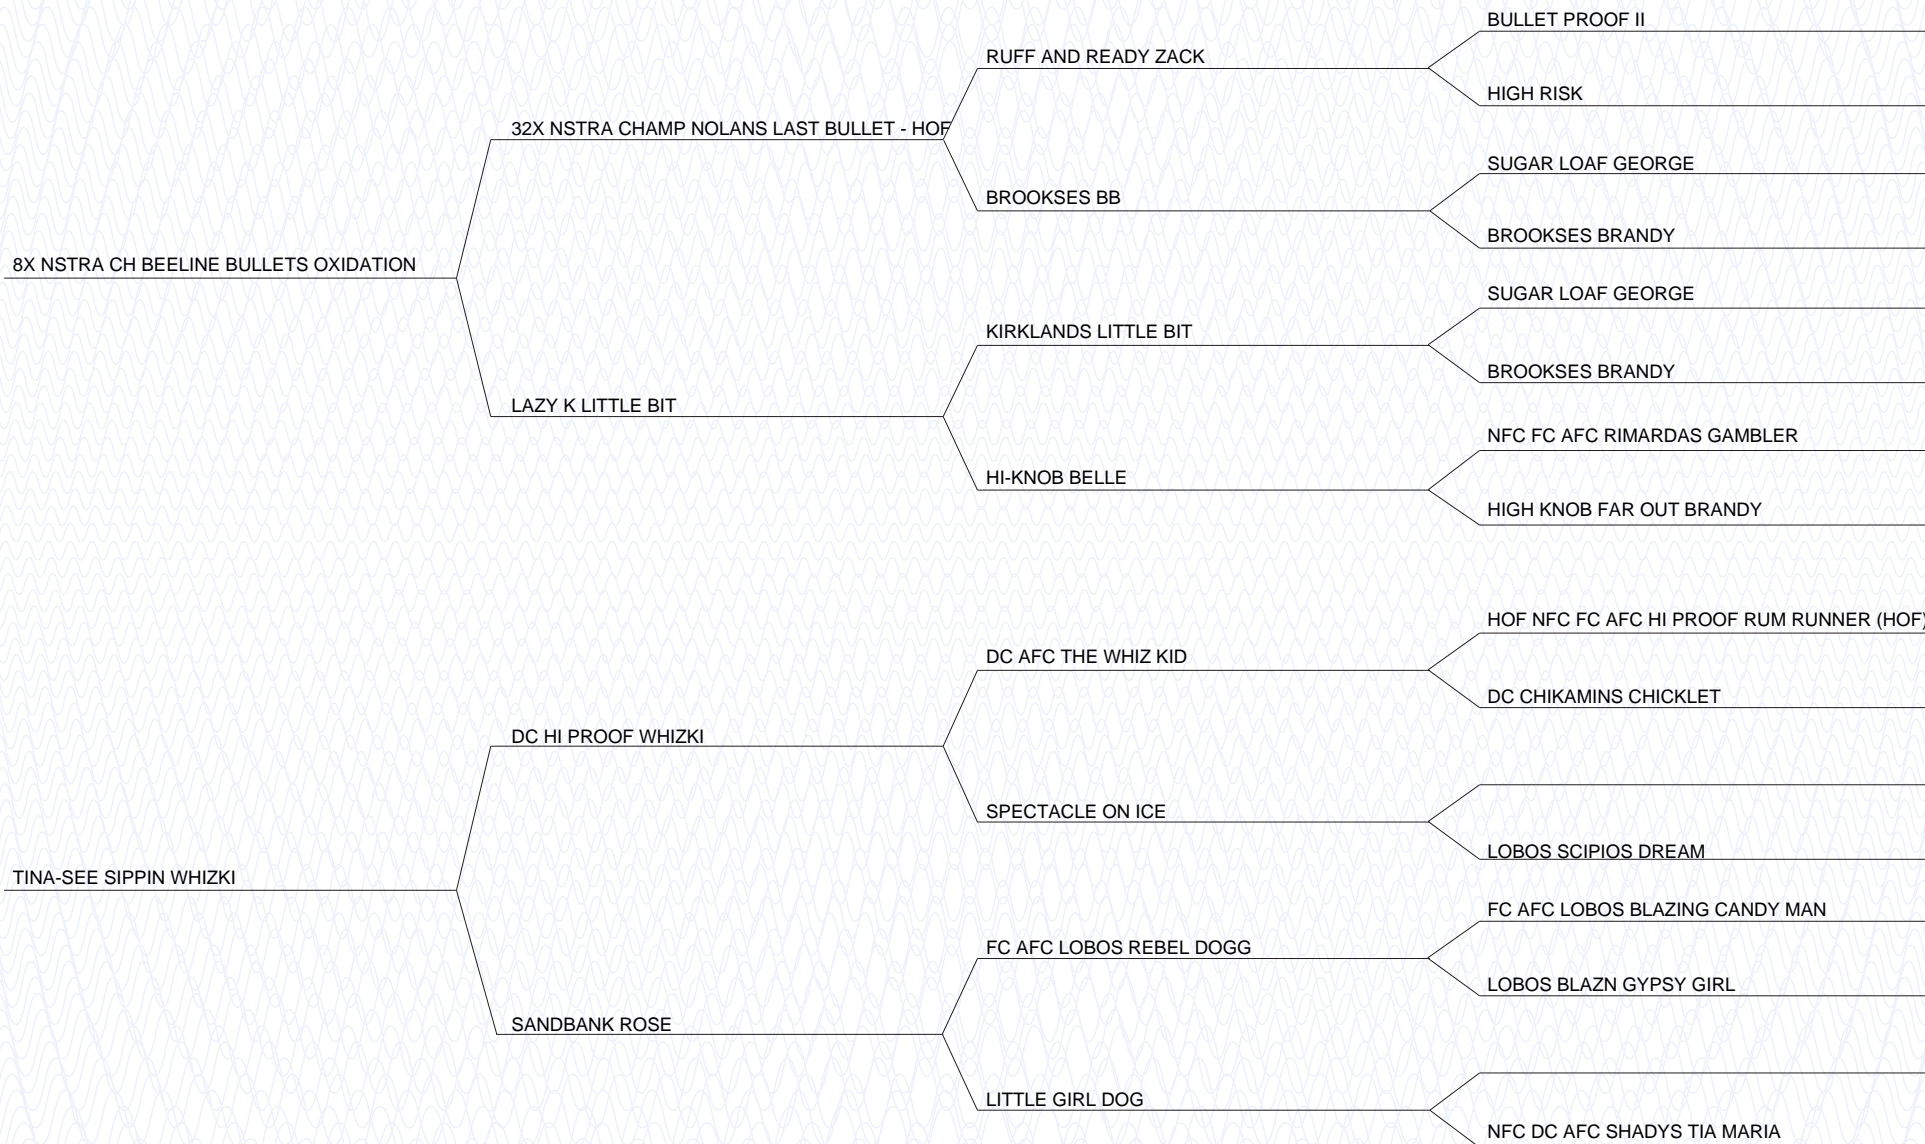 BULLET PROOF II
RUFF AND READY ZACK
HIGH RISK
32X NSTRA CHAMP NOLANS LAST BULLET - HOF
SUGAR LOAF GEORGE
BROOKSES BB
BROOKSES BRANDY
8X NSTRA CH BEELINE BULLETS OXIDATION
SUGAR LOAF GEORGE
KIRKLANDS LITTLE BIT
BROOKSES BRANDY
LAZY K LITTLE BIT
NFC FC AFC RIMARDAS GAMBLER
HI-KNOB BELLE
HIGH KNOB FAR OUT BRANDY
HOF NFC FC AFC HI PROOF RUM RUNNER (HOF)
DC AFC THE WHIZ KID
DC CHIKAMINS CHICKLET
DC HI PROOF WHIZKI
SPECTACLE ON ICE
LOBOS SCIPIOS DREAM
TINA-SEE SIPPIN WHIZKI
FC AFC LOBOS BLAZING CANDY MAN
FC AFC LOBOS REBEL DOGG
LOBOS BLAZN GYPSY GIRL
SANDBANK ROSE
LITTLE GIRL DOG
NFC DC AFC SHADYS TIA MARIA